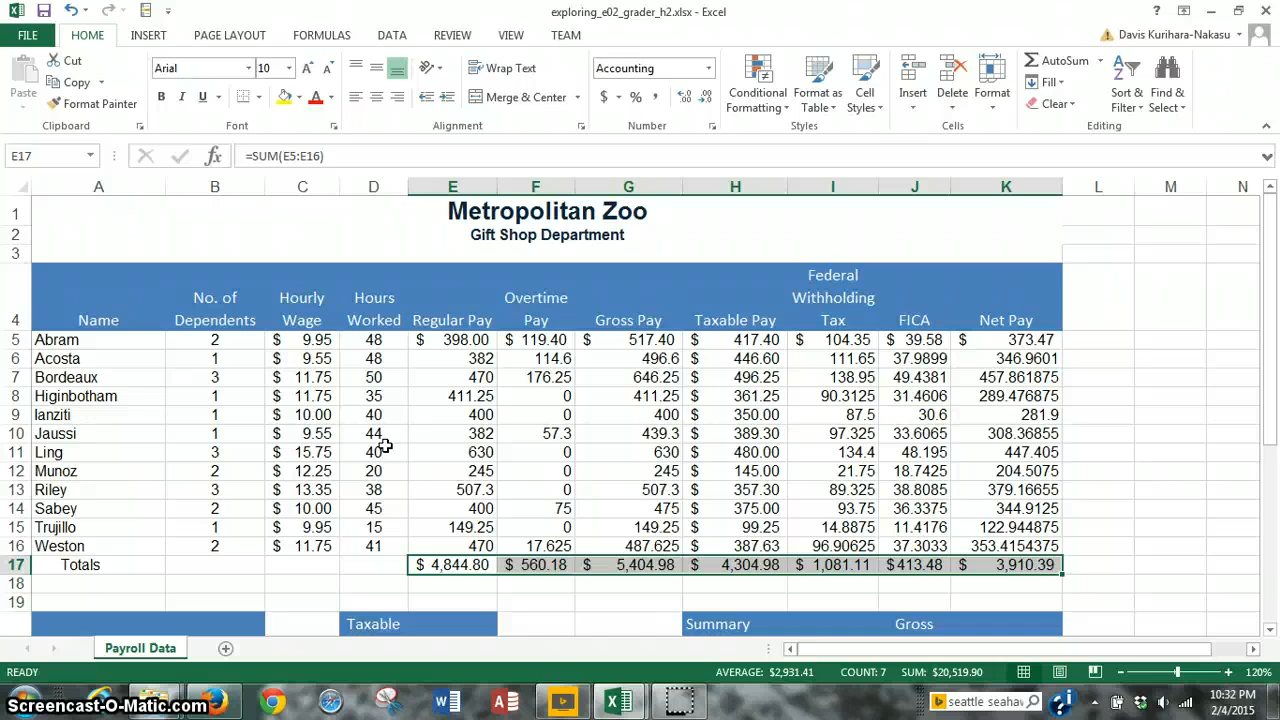 exploring_e02_grader_h2.xlsx - Excel
FILE HOME INSERT PAGE LAYOUT FORMULAS DATA REVIEW VIEW TEAM Davis Kurihara-Nakasu
Cut
Copy
Format Painter
Paste
Clipboard
Arial 10
B I U
Font
Wrap Text
Merge & Center
Alignment
Accounting
$ % ,
Number
Conditional Formatting
Format as Table
Cell Styles
Styles
Insert Delete Format
Cells
AutoSum
Fill
Clear
Sort & Filter
Find & Select
Editing
E17 fx =SUM(E5:E16)
A B C D E F G H I J K L M N
1 Metropolitan Zoo
2 Gift Shop Department
3
4 Name No. of Dependents Hourly Wage Hours Worked Regular Pay Overtime Pay Gross Pay Taxable Pay Federal Withholding Tax FICA Net Pay
5 Abram 2 $ 9.95 48 $ 398.00 $ 119.40 $ 517.40 $ 417.40 $ 104.35 $ 39.58 $ 373.47
6 Acosta 1 $ 9.55 48 382 114.6 496.6 $ 446.60 111.65 37.9899 346.9601
7 Bordeaux 3 $ 11.75 50 470 176.25 646.25 $ 496.25 138.95 49.4381 457.861875
8 Higinbotham 1 $ 11.75 35 411.25 0 411.25 $ 361.25 90.3125 31.4606 289.476875
9 Ianziti 1 $ 10.00 40 400 0 400 $ 350.00 87.5 30.6 281.9
10 Jaussi 1 $ 9.55 44 382 57.3 439.3 $ 389.30 97.325 33.6065 308.36855
11 Ling 3 $ 15.75 40 630 0 630 $ 480.00 134.4 48.195 447.405
12 Munoz 2 $ 12.25 20 245 0 245 $ 145.00 21.75 18.7425 204.5075
13 Riley 3 $ 13.35 38 507.3 0 507.3 $ 357.30 89.325 38.8085 379.16655
14 Sabey 2 $ 10.00 45 400 75 475 $ 375.00 93.75 36.3375 344.9125
15 Trujillo 1 $ 9.95 15 149.25 0 149.25 $ 99.25 14.8875 11.4176 122.944875
16 Weston 2 $ 11.75 41 470 17.625 487.625 $ 387.63 96.90625 37.3033 353.4154375
17 Totals $ 4,844.80 $ 560.18 $ 5,404.98 $ 4,304.98 $ 1,081.11 $ 413.48 $ 3,910.39
18
19
Taxable Summary Gross
Payroll Data
READY AVERAGE: $2,931.41 COUNT: 7 SUM: $20,519.90 120%
Screencast-O-Matic.com
seattle seahaw
10:32 PM
2/4/2015